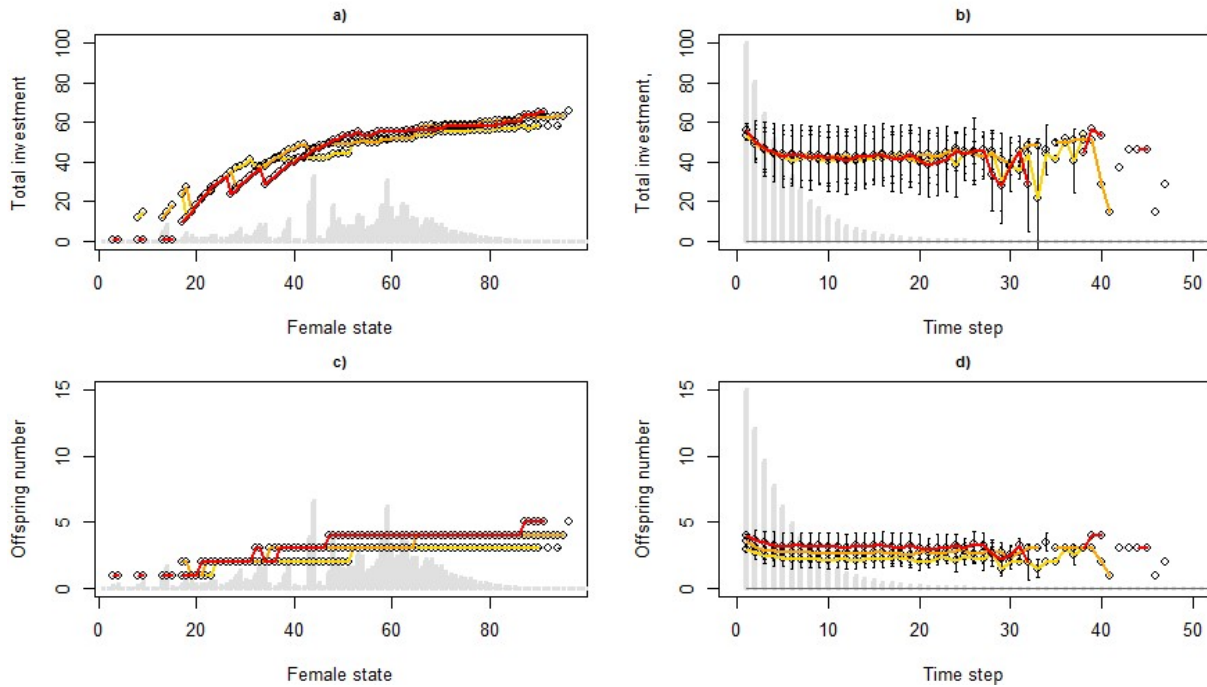 a)
Total investment
100
80
60
40
20
0
0 20 40 60 80
Female state
b)
Total investment,
100
80
60
40
20
0
0 10 20 30 40 50
Time step
c)
Offspring number
15
10
5
0
0 20 40 60 80
Female state
d)
Offspring number
15
10
5
0
0 10 20 30 40 50
Time step